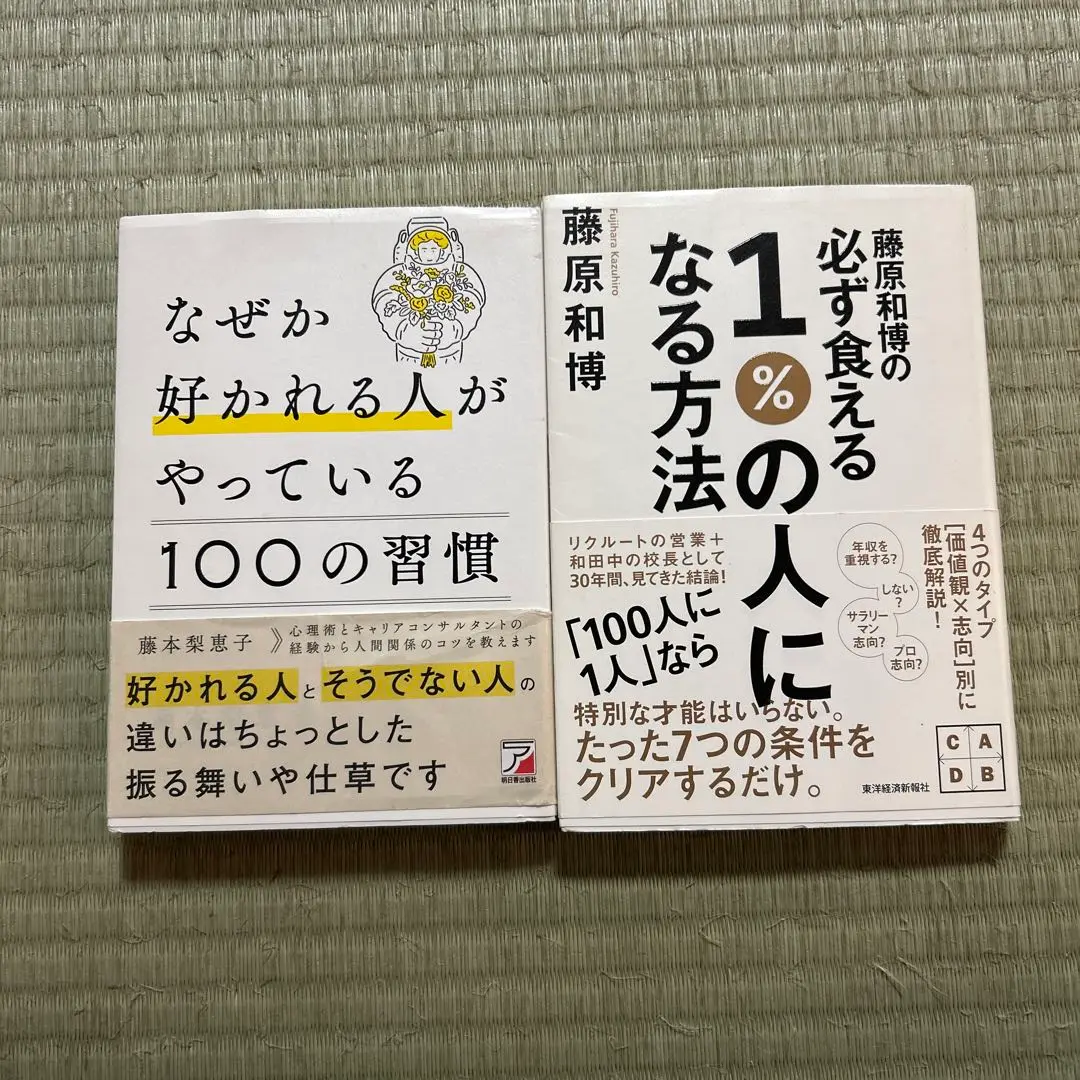 なぜか
好かれる人が
やっている
100の習慣
藤本梨恵子
心理術とキャリアコンサルタントの
経験から人間関係のコツを教えます
好かれる人とそうでない人の
違いはちょっとした
振る舞いや仕草です
ア
明日香出版社
藤原和博の
必ず食える
1%の人に
なる方法
Fujihara Kazuhiro
藤原和博
4つのタイプ
[価値観×志向]別に
徹底解説!
年収を
重視する?
しない
?
サラリー
マン
志向?
プロ
志向?
リクルートの営業+
和田中の校長として
30年間、見てきた結論!
「100人に
1人」なら
特別な才能はいらない。
たった7つの条件を
クリアするだけ。
C A
D B
東洋経済新報社